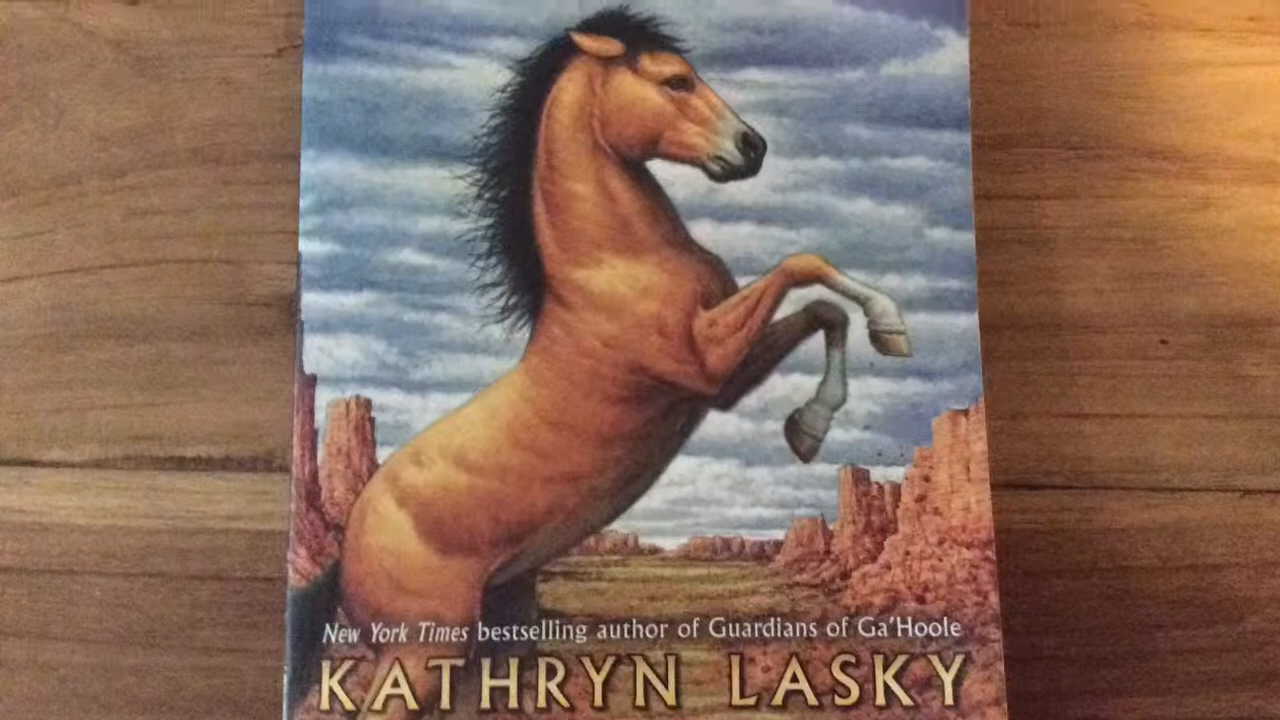 New York Times bestselling author of Guardians of Ga'Hoole
KATHRYN LASKY